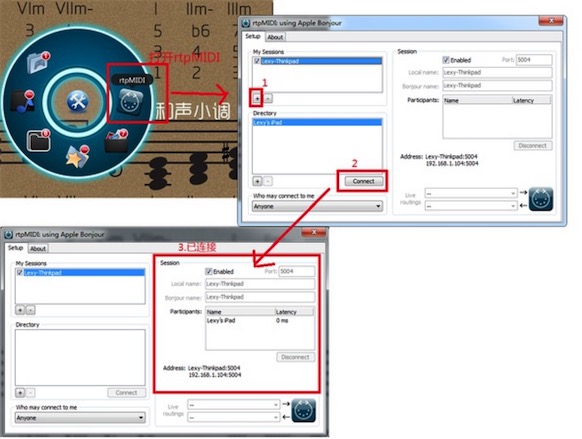 VIm VIIm- I IIm- IIIm
3 5 b6 7
打开rtpMIDI
rtpMIDI
1 2 3
和声小调
rtpMIDI: using Apple Bonjour
Setup About
My Sessions
Lexy-Thinkpad
1
+ -
Directory
Lexy's iPad
2
+ - Connect
Who may connect to me
Anyone
Session
Enabled Port: 5004
Local name: Lexy-Thinkpad
Bonjour name: Lexy-Thinkpad
Participants: Name Latency
Disconnect
Address: Lexy-Thinkpad:5004
192.168.1.104:5004
Live routings
--
--
rtpMIDI: using Apple Bonjour
Setup About
My Sessions
Lexy-Thinkpad
+ -
Directory
+ - Connect
Who may connect to me
Anyone
3.已连接
Session
Enabled Port: 5004
Local name: Lexy-Thinkpad
Bonjour name: Lexy-Thinkpad
Participants: Name Latency
Lexy's iPad 0 ms
Disconnect
Address: Lexy-Thinkpad:5004
192.168.1.104:5004
Live routings
--
--